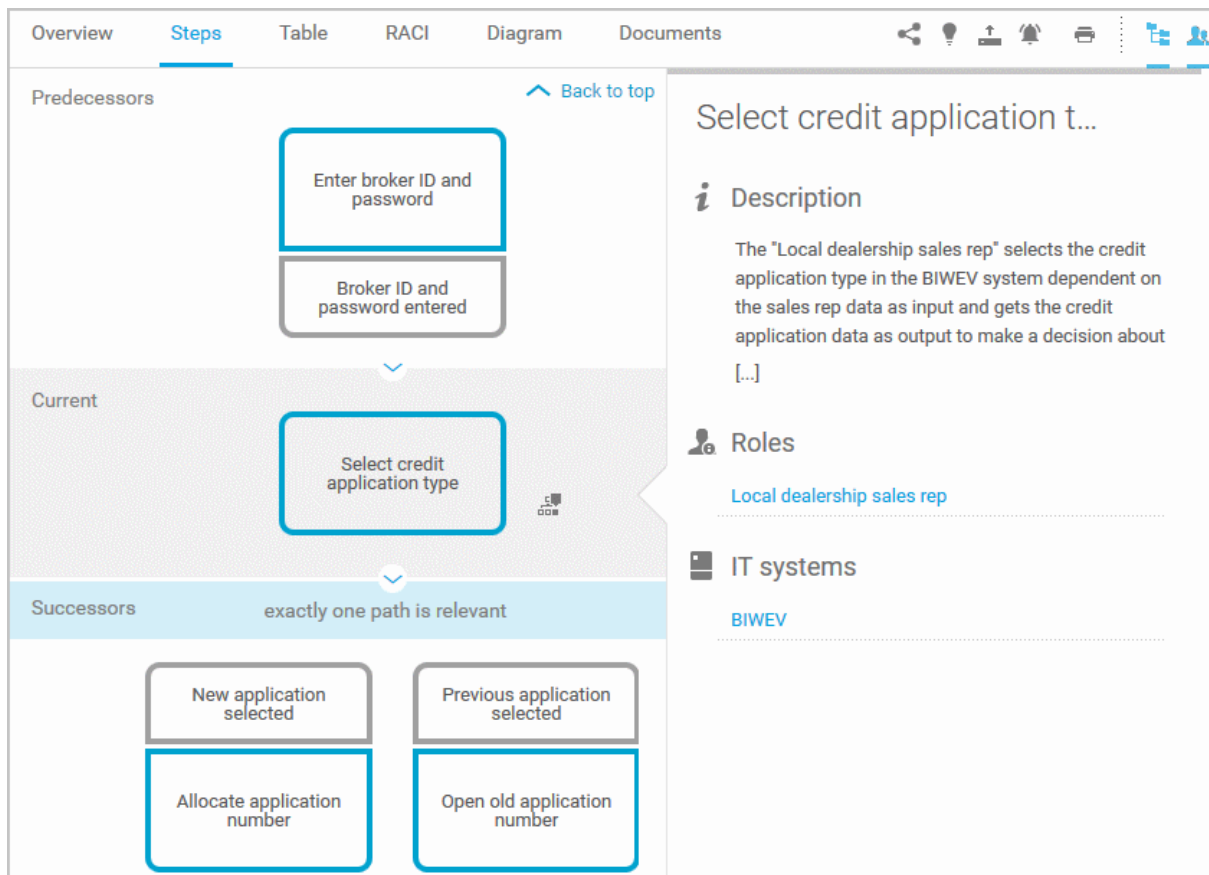 Overview Steps Table RACI Diagram Documents
Predecessors
Back to top
Enter broker ID and
password
Broker ID and
password entered
Current
Select credit
application type
Successors
exactly one path is relevant
New application
selected
Allocate application
number
Previous application
selected
Open old application
number
Select credit application t...
Description
The "Local dealership sales rep" selects the credit
application type in the BIWEV system dependent on
the sales rep data as input and gets the credit
application data as output to make a decision about
[...]
Roles
Local dealership sales rep
IT systems
BIWEV